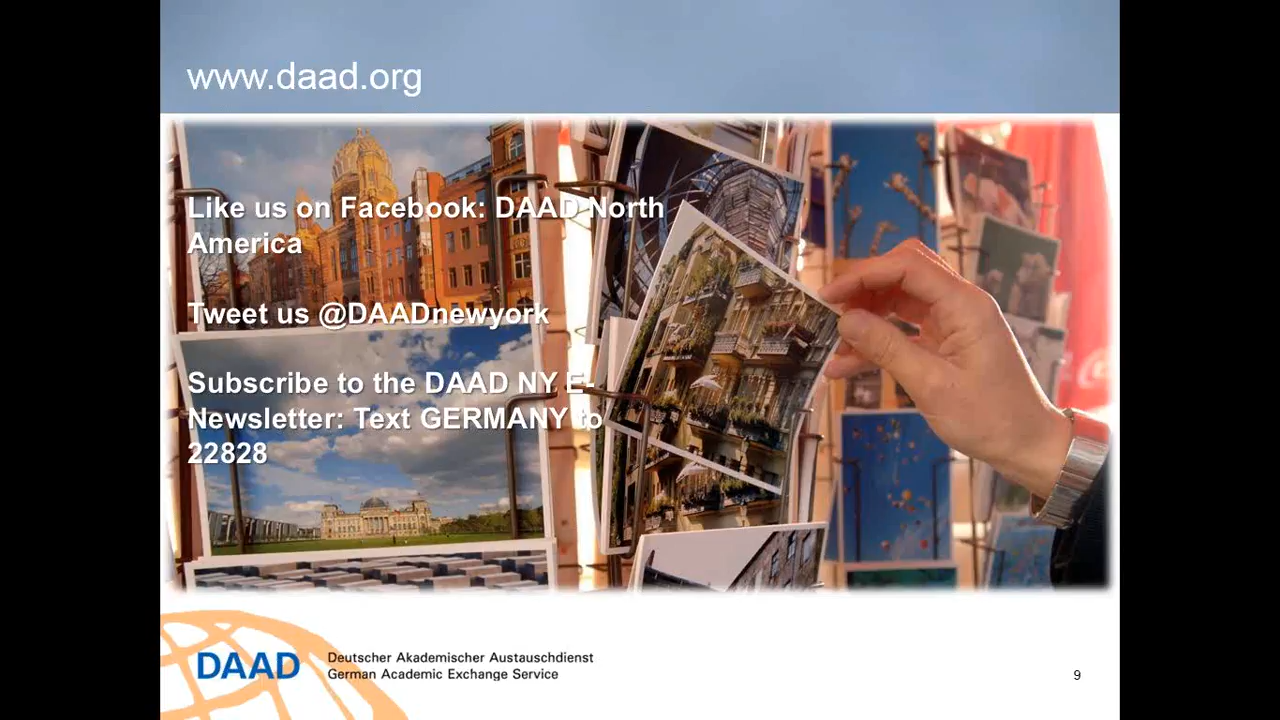 www.daad.org
Like us on Facebook: DAAD North
America
Tweet us @DAADnewyork
Subscribe to the DAAD NY E-
Newsletter: Text GERMANY to
22828
DAAD
Deutscher Akademischer Austauschdienst
German Academic Exchange Service
9